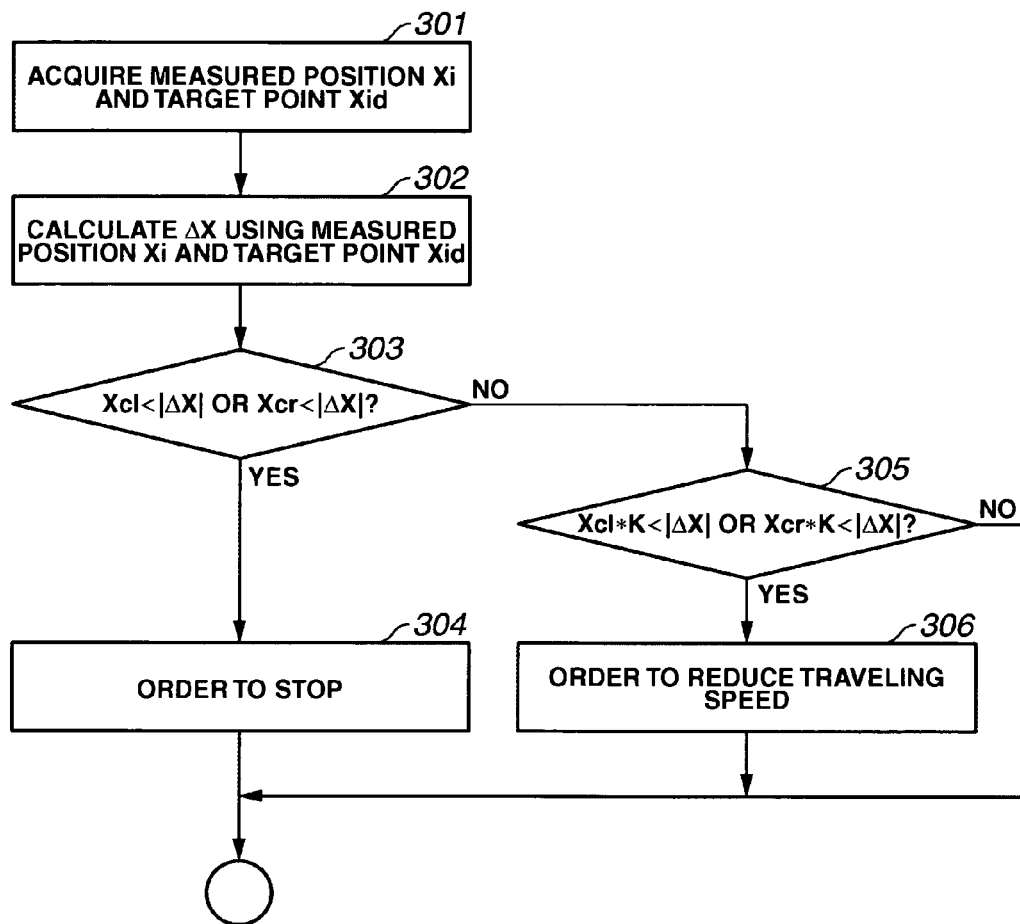 301
ACQUIRE MEASURED POSITION Xi
AND TARGET POINT Xid
302
CALCULATE ΔX USING MEASURED
POSITION Xi AND TARGET POINT Xid
303
Xcl<|ΔX| OR Xcr<|ΔX|?
NO
YES
305
Xcl*K<|ΔX| OR Xcr*K<|ΔX|?
NO
YES
304
ORDER TO STOP
306
ORDER TO REDUCE TRAVELING
SPEED